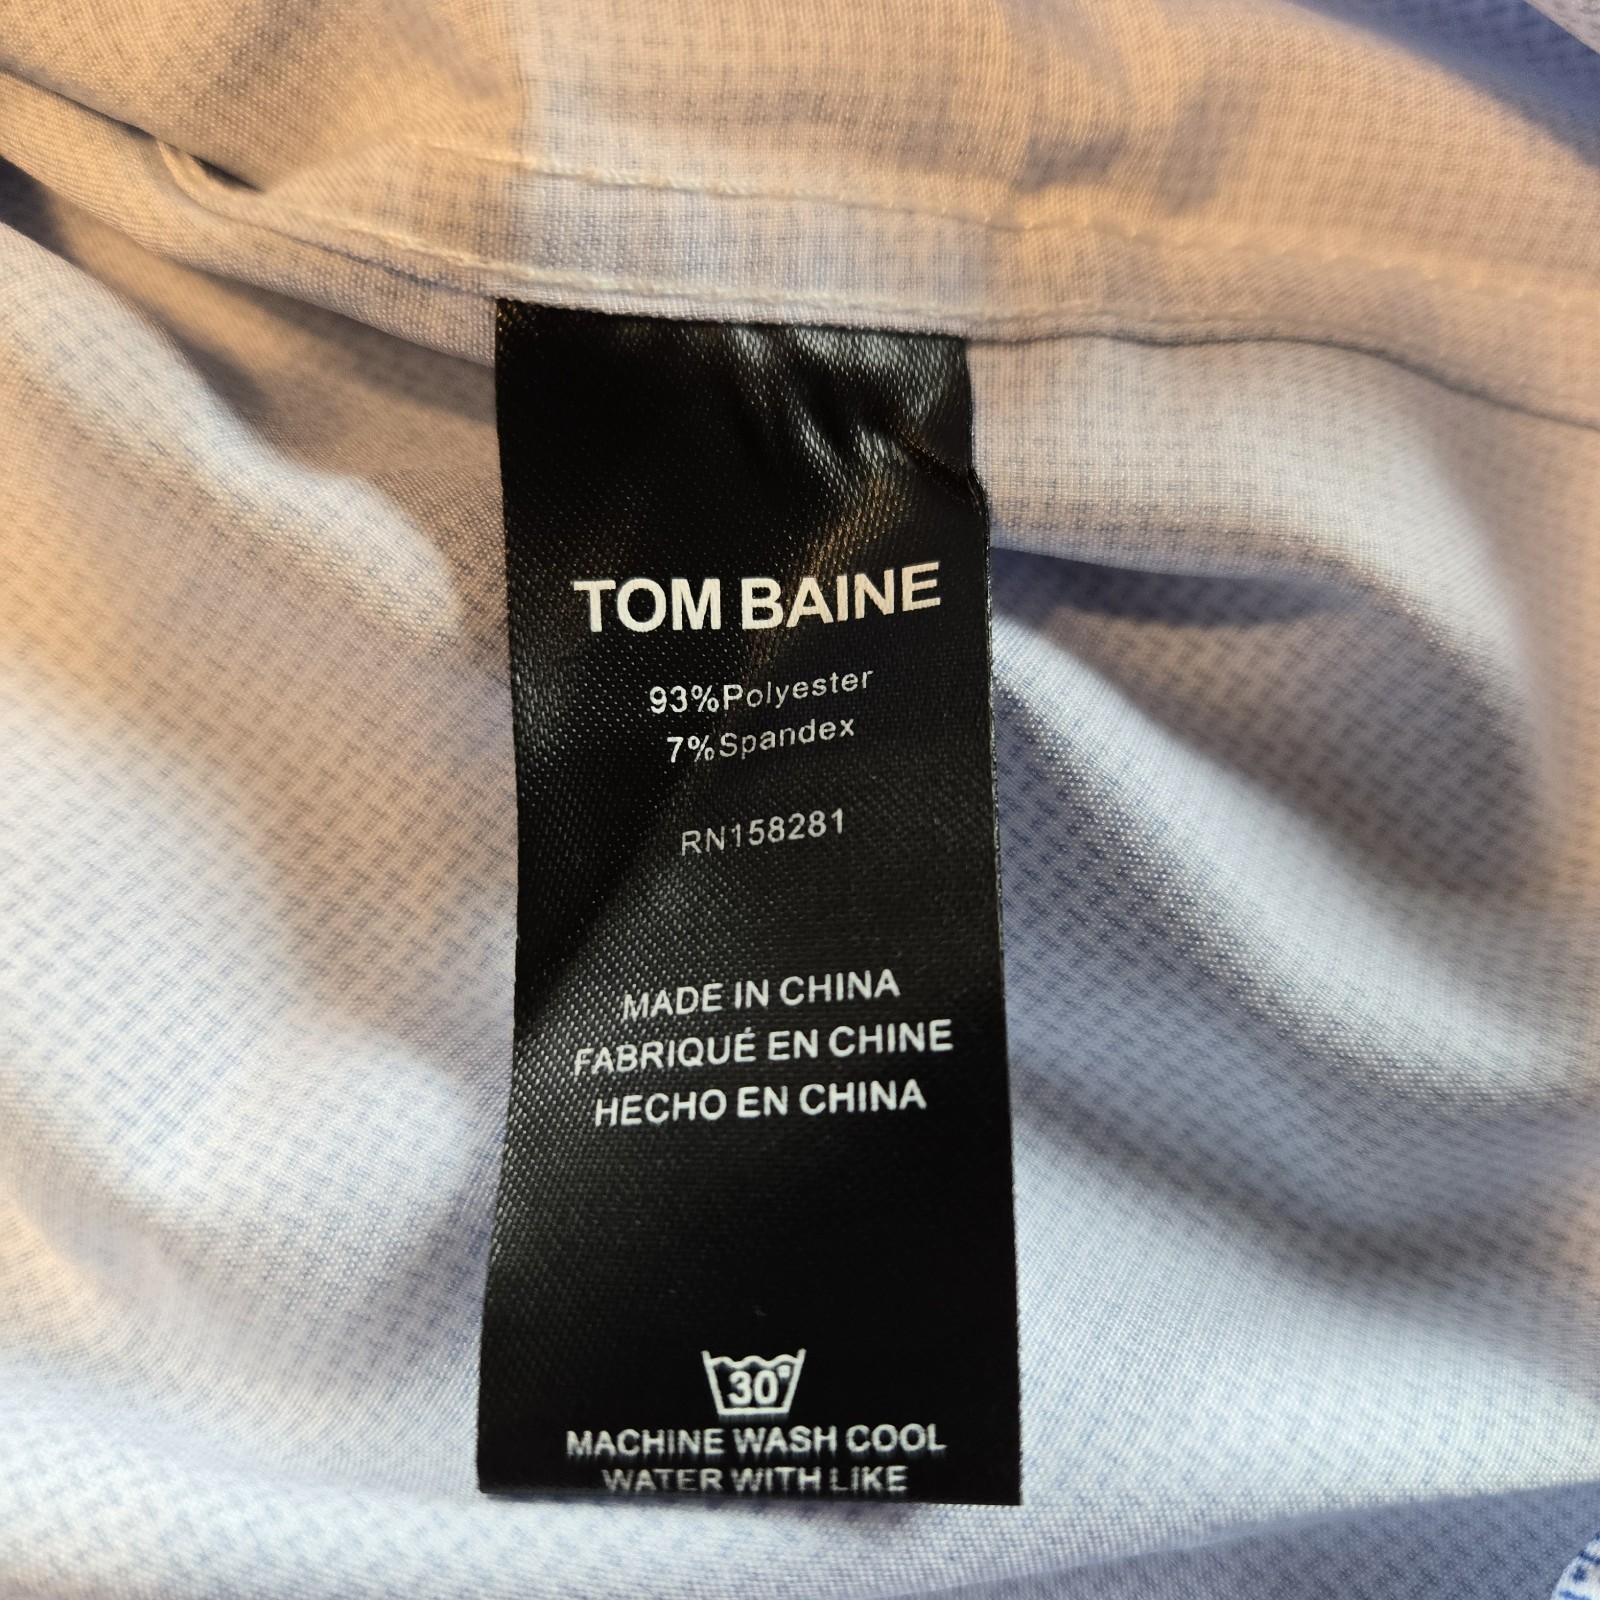 TOM BAINE
93%Polyester
7%Spandex
RN158281
MADE IN CHINA
FABRIQUÉ EN CHINE
HECHO EN CHINA
30°
MACHINE WASH COOL
WATER WITH LIKE